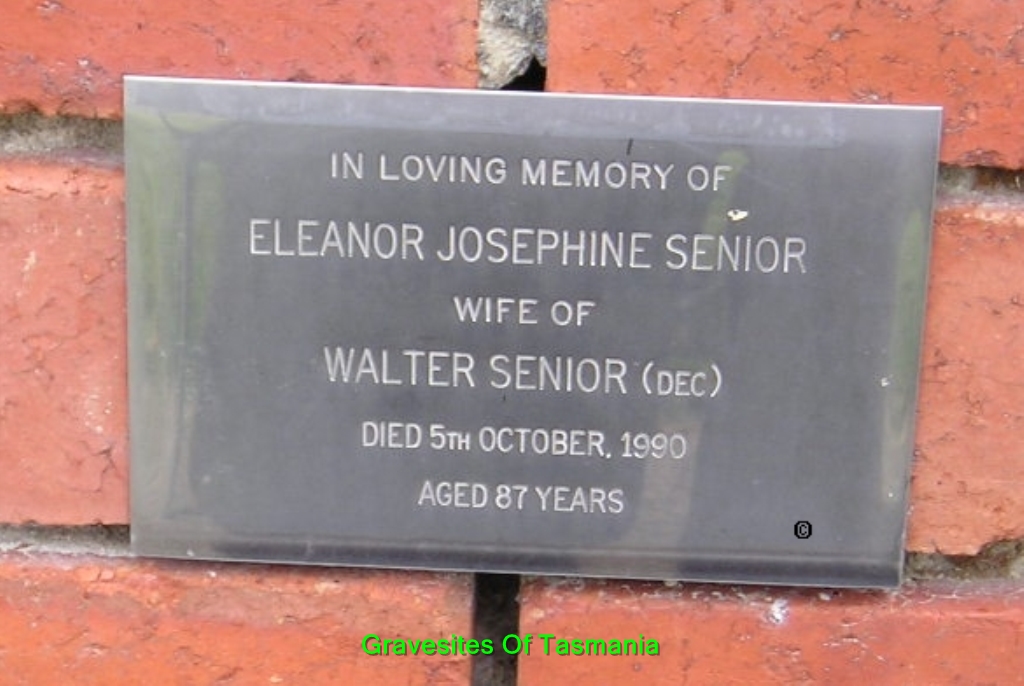 IN LOVING MEMORY OF
ELEANOR JOSEPHINE SENIOR
WIFE OF
WALTER SENIOR (DEC)
DIED 5TH OCTOBER, 1990
AGED 87 YEARS
©
Gravesites Of Tasmania